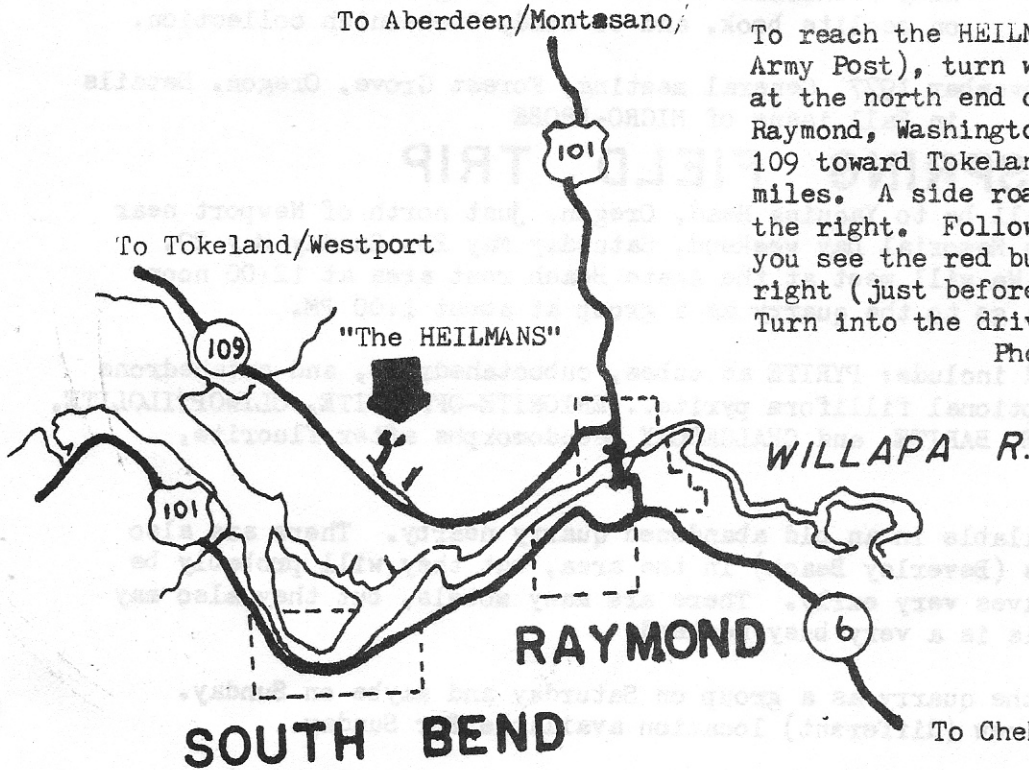 To Aberdeen/Montesano,
To reach the HEILM
Army Post), turn w
at the north end o
Raymond, Washingto
109 toward Tokelan
miles. A side roa
the right. Follow
you see the red bu
right (just before
Turn into the driv
Pho
101
To Tokeland/Westport
109
"The HEILMANS"
WILLAPA R.
101
RAYMOND
6
SOUTH BEND
To Cheh